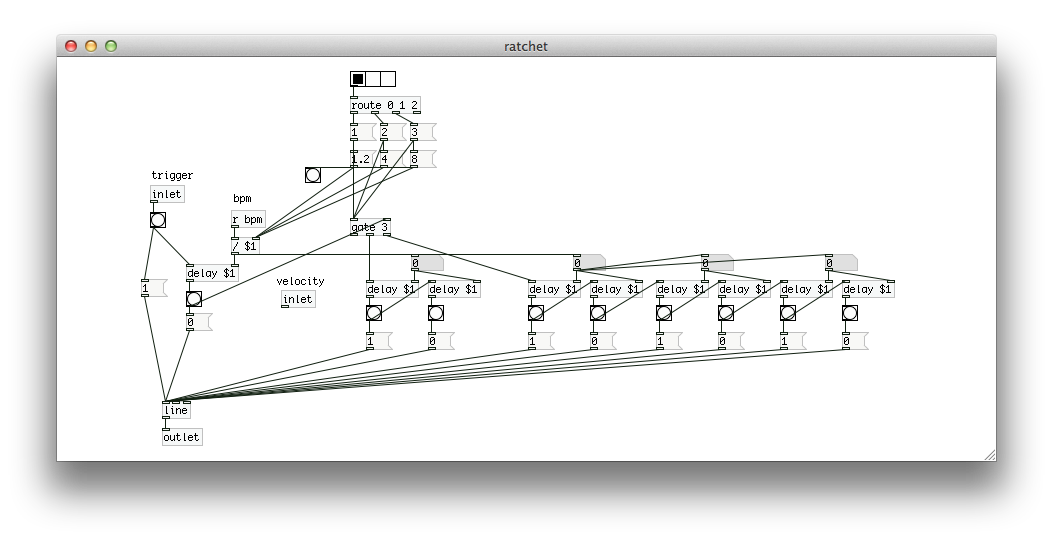 ratchet
route 0 1 2
1 2 3
1.2 4 8
trigger
inlet
bpm
r bpm
gate 3
/ $1
0 0 0 0
delay $1
velocity
inlet
1
delay $1 delay $1 delay $1 delay $1 delay $1 delay $1 delay $1 delay $1
0
1 0 1 0 1 0 1 0
line
outlet